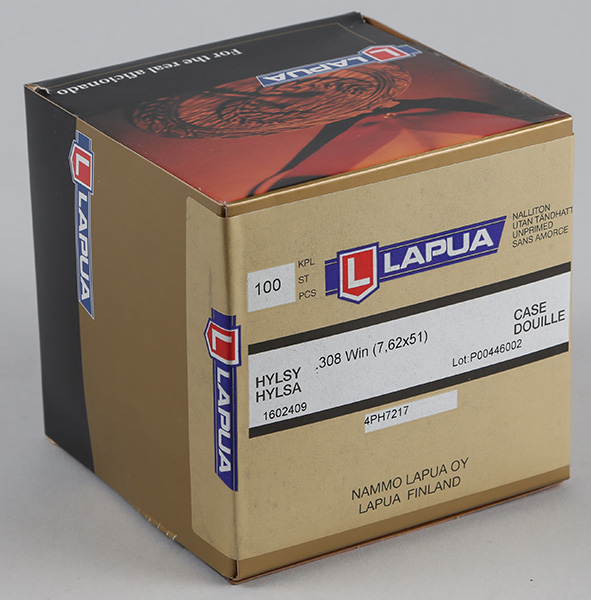 For the real aficionado.
LAPUA
L
LAPUA
L
100
KPL
ST
PCS
L
LAPUA
NALLITON
UTAN TÄNDHATT
UNPRIMED
SANS AMORCE
HYLSY
HYLSA
1602409
.308 Win (7,62x51)
CASE
DOUILLE
Lot:P00446002
4PH7217
L
LAPUA
NAMMO LAPUA OY
LAPUA FINLAND
L
LAPUA